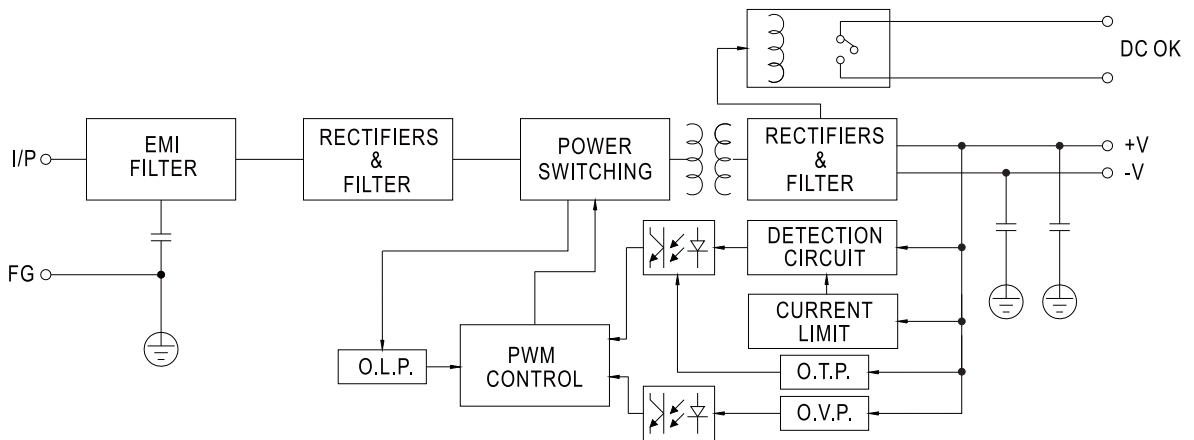 DC OK
I/P
EMI
FILTER
RECTIFIERS
&
FILTER
POWER
SWITCHING
RECTIFIERS
&
FILTER
+V
-V
FG
DETECTION
CIRCUIT
CURRENT
LIMIT
O.L.P.
PWM
CONTROL
O.T.P.
O.V.P.